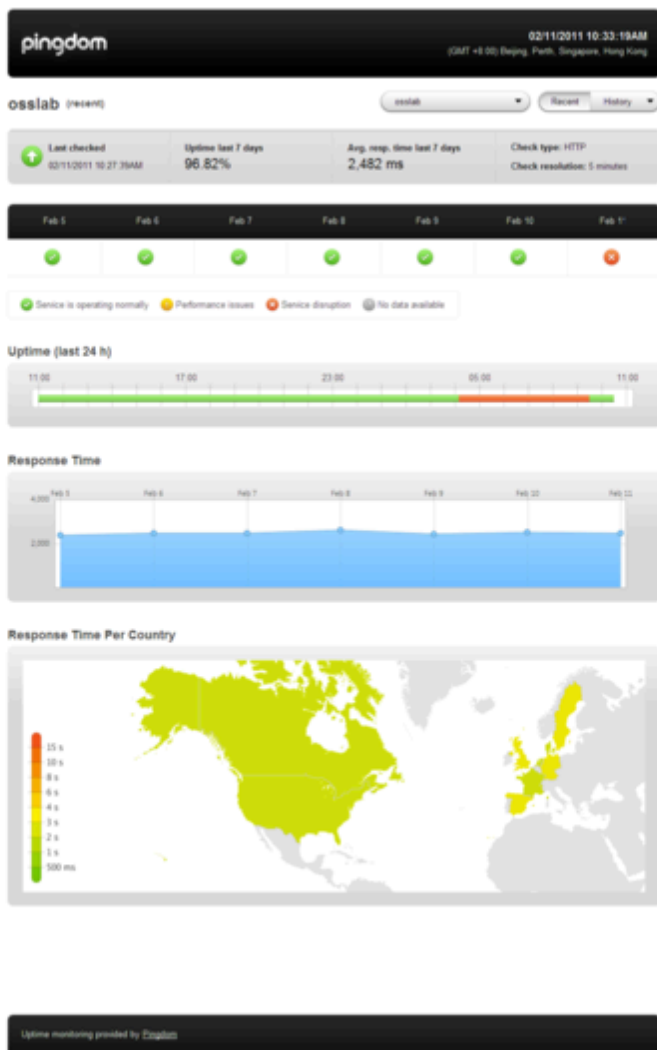 pingdom
02/11/2011 10:33:19AM
(GMT +8:00) Beijing, Perth, Singapore, Hong Kong
osslab (recent)
osslab
Recent
History
Last checked
02/11/2011 10:27:39AM
Uptime last 7 days
96.82%
Avg. resp. time last 7 days
2,482 ms
Check type: HTTP
Check resolution: 5 minutes
Feb 5 Feb 6 Feb 7 Feb 8 Feb 9 Feb 10 Feb 11
Service is operating normally Performance issues Service disruption No data available
Uptime (last 24 h)
11:00 17:00 23:00 05:00 11:00
Response Time
Feb 5 Feb 6 Feb 7 Feb 8 Feb 9 Feb 10 Feb 11
4,000
2,000
Response Time Per Country
15 s
10 s
8 s
6 s
4 s
3 s
2 s
1 s
500 ms
Uptime monitoring provided by Pingdom